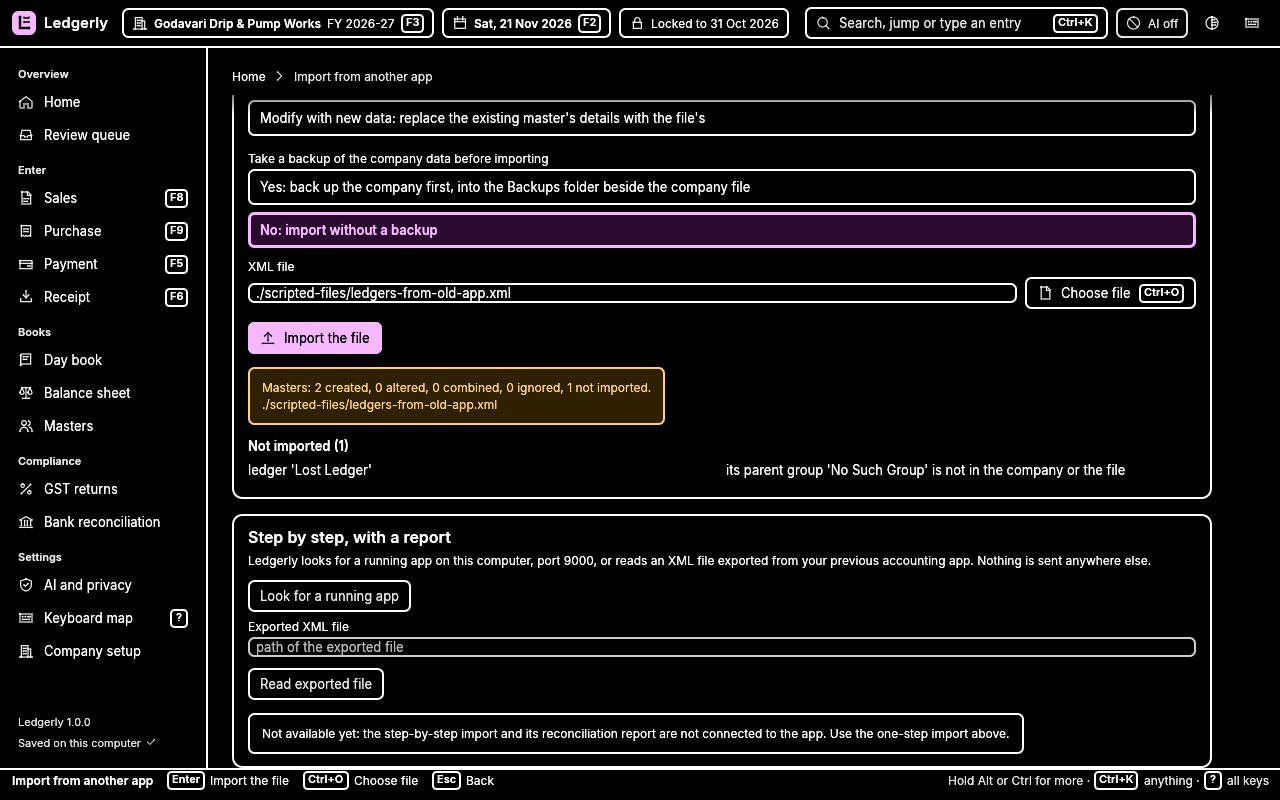 Ledgerly
Godavari Drip & Pump Works FY 2026-27 F3
Sat, 21 Nov 2026 F2
Locked to 31 Oct 2026
Search, jump or type an entry Ctrl+K
AI off
Overview
Home
Review queue
Enter
Sales F8
Purchase F9
Payment F5
Receipt F6
Books
Day book
Balance sheet
Masters
Compliance
GST returns
Bank reconciliation
Settings
AI and privacy
Keyboard map ?
Company setup
Ledgerly 1.0.0
Saved on this computer
Home > Import from another app
Modify with new data: replace the existing master's details with the file's
Take a backup of the company data before importing
Yes: back up the company first, into the Backups folder beside the company file
No: import without a backup
XML file
./scripted-files/ledgers-from-old-app.xml
Choose file Ctrl+O
Import the file
Masters: 2 created, 0 altered, 0 combined, 0 ignored, 1 not imported.
./scripted-files/ledgers-from-old-app.xml
Not imported (1)
ledger 'Lost Ledger' its parent group 'No Such Group' is not in the company or the file
Step by step, with a report
Ledgerly looks for a running app on this computer, port 9000, or reads an XML file exported from your previous accounting app. Nothing is sent anywhere else.
Look for a running app
Exported XML file
path of the exported file
Read exported file
Not available yet: the step-by-step import and its reconciliation report are not connected to the app. Use the one-step import above.
Import from another app Enter Import the file Ctrl+O Choose file Esc Back
Hold Alt or Ctrl for more · Ctrl+K anything · ? all keys